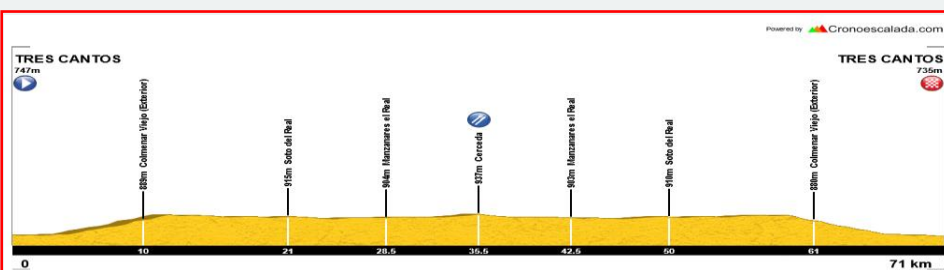 Powered by Cronoescalada.com
TRES CANTOS
747m
TRES CANTOS
735m
889m Colmenar Viejo (Exterior)
915m Soto del Real
904m Manzanares el Real
937m Cerceda
903m Manzanares el Real
910m Soto del Real
880m Colmenar Viejo (Exterior)
10
21
28.5
35.5
42.5
50
61
0
71 km